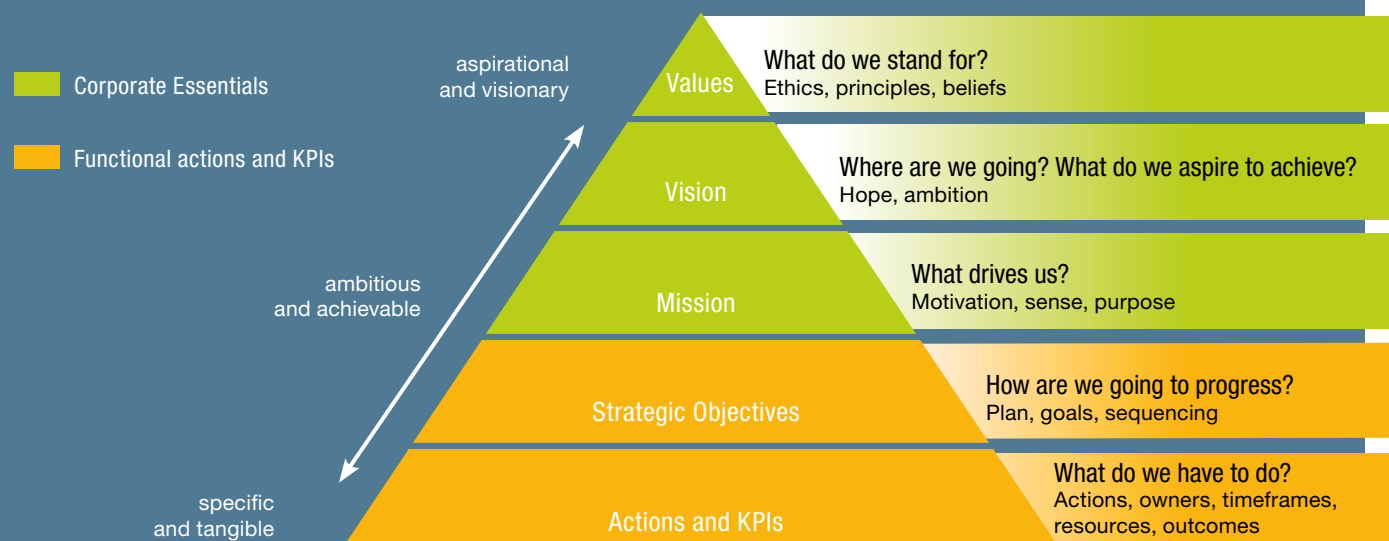 Corporate Essentials
Functional actions and KPIs
aspirational
and visionary
ambitious
and achievable
specific
and tangible
Values
What do we stand for?
Ethics, principles, beliefs
Vision
Where are we going? What do we aspire to achieve?
Hope, ambition
Mission
What drives us?
Motivation, sense, purpose
Strategic Objectives
How are we going to progress?
Plan, goals, sequencing
Actions and KPIs
What do we have to do?
Actions, owners, timeframes,
resources, outcomes